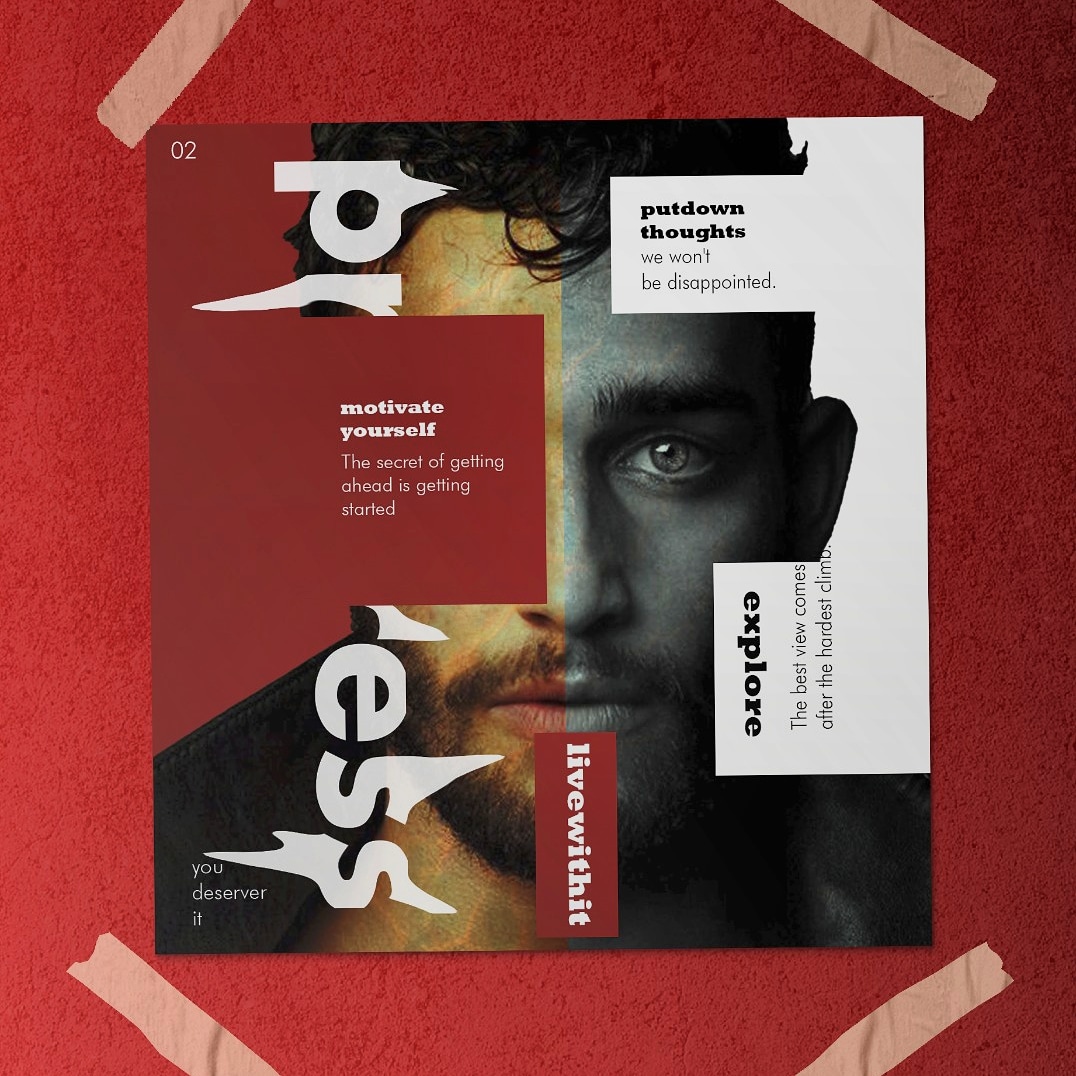 02
putdown
thoughts
we won't
be disappointed.
motivate
yourself
The secret of getting
ahead is getting
started
explore
The best view comes
after the hardest climb.
livewithit
you
deserver
it